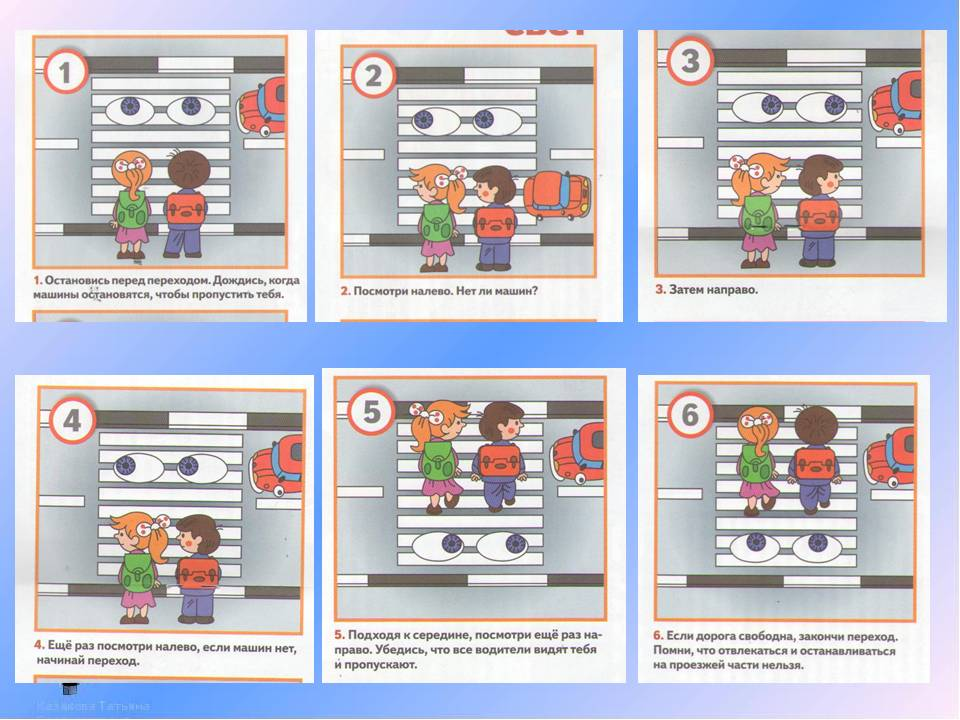 СВЕТ
1
1. Остановись перед переходом. Дождись, когда
машины остановятся, чтобы пропустить тебя.
2
2. Посмотри налево. Нет ли машин?
3
3. Затем направо.
4
4. Ещё раз посмотри налево, если машин нет,
начинай переход.
5
5. Подходя к середине, посмотри ещё раз на-
право. Убедись, что все водители видят тебя
и пропускают.
6
6. Если дорога свободна, закончи переход.
Помни, что отвлекаться и останавливаться
на проезжей части нельзя.
Казакова Татьяна